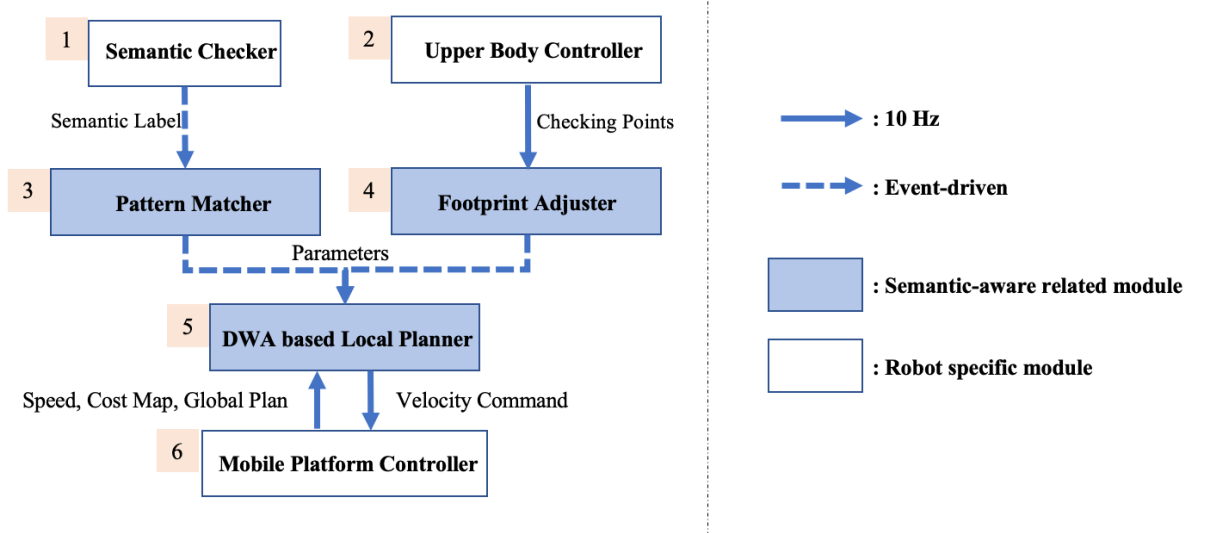 1
Semantic Checker
2
Upper Body Controller
Semantic Label
Checking Points
3
Pattern Matcher
4
Footprint Adjuster
Parameters
5
DWA based Local Planner
Speed, Cost Map, Global Plan
Velocity Command
6
Mobile Platform Controller
: 10 Hz
: Event-driven
: Semantic-aware related module
: Robot specific module